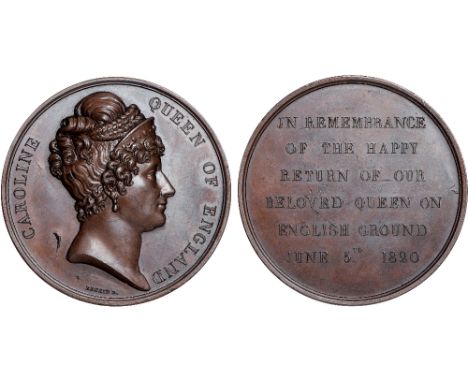 CAROLINE QUEEN OF ENGLAND
IN REMEMBRANCE
OF THE HAPPY
RETURN OF OUR
BELOVED QUEEN ON
ENGLISH GROUND
JUNE 5TH 1820